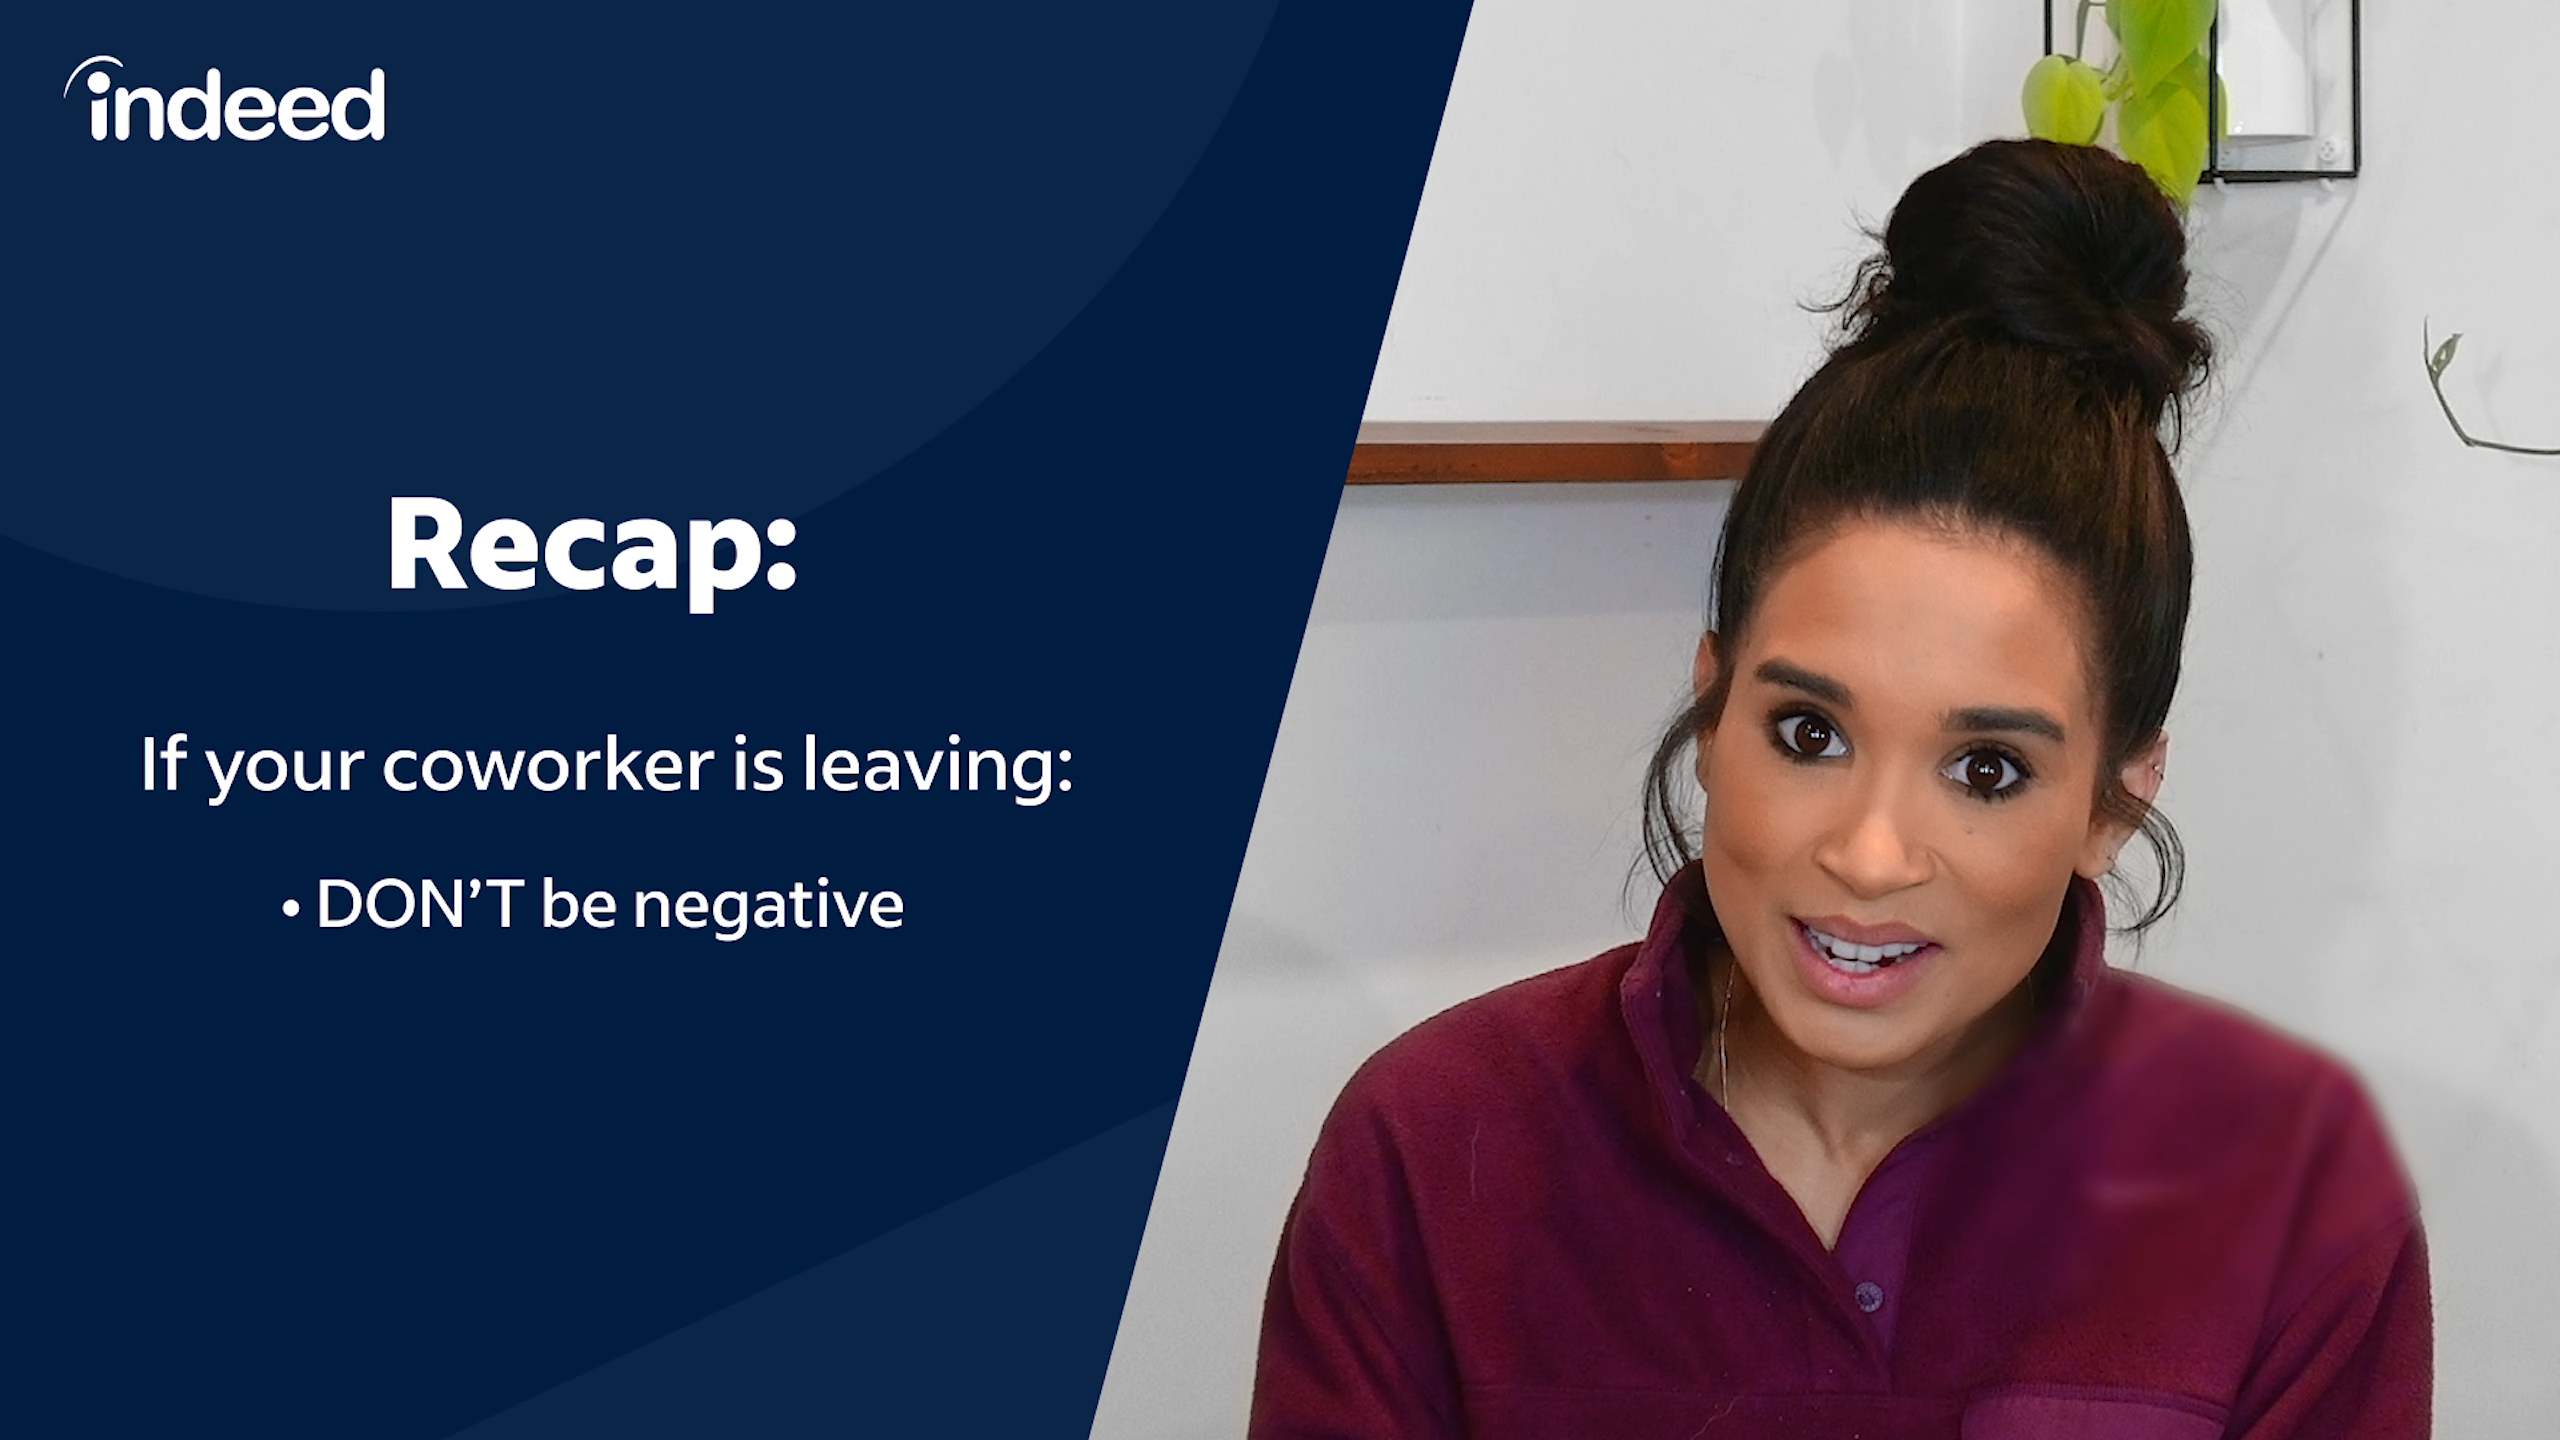 indeed
Recap:
If your coworker is leaving:
• DON’T be negative